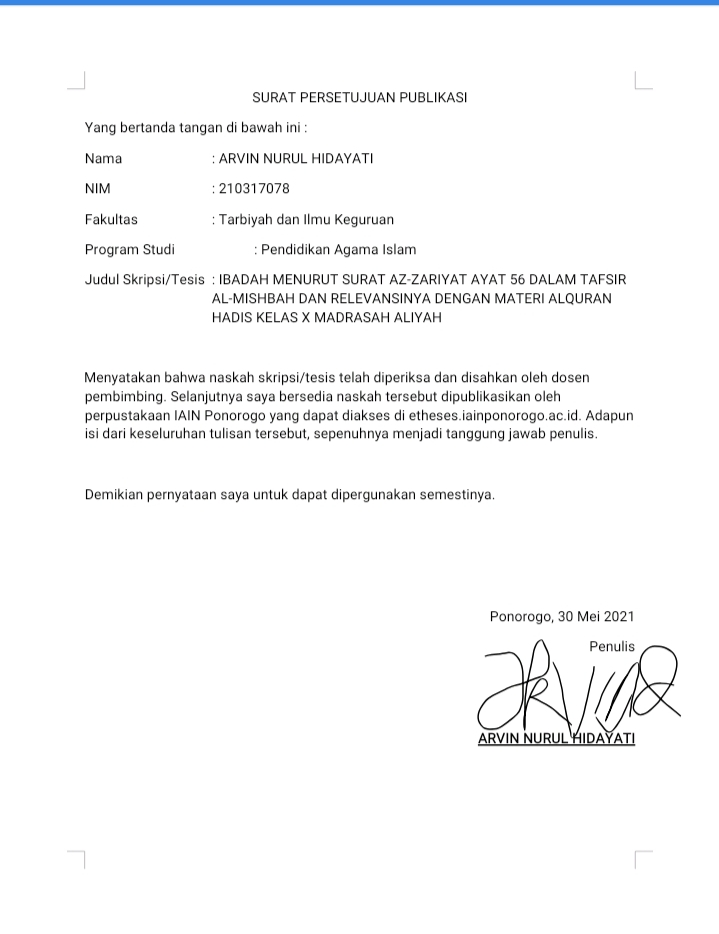 SURAT PERSETUJUAN PUBLIKASI
Yang bertanda tangan di bawah ini :
Nama : ARVIN NURUL HIDAYATI
NIM : 210317078
Fakultas : Tarbiyah dan Ilmu Keguruan
Program Studi : Pendidikan Agama Islam
Judul Skripsi/Tesis : IBADAH MENURUT SURAT AZ-ZARIYAT AYAT 56 DALAM TAFSIR
AL-MISHBAH DAN RELEVANSINYA DENGAN MATERI ALQURAN
HADIS KELAS X MADRASAH ALIYAH
Menyatakan bahwa naskah skripsi/tesis telah diperiksa dan disahkan oleh dosen
pembimbing. Selanjutnya saya bersedia naskah tersebut dipublikasikan oleh
perpustakaan IAIN Ponorogo yang dapat diakses di etheses.iainponorogo.ac.id. Adapun
isi dari keseluruhan tulisan tersebut, sepenuhnya menjadi tanggung jawab penulis.
Demikian pernyataan saya untuk dapat dipergunakan semestinya.
Ponorogo, 30 Mei 2021
Penulis
ARVIN NURUL HIDAYATI